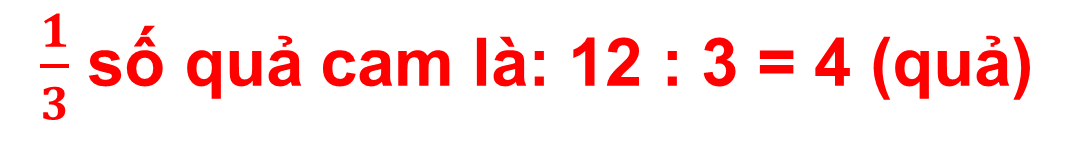 1/3 số quả cam là: 12 : 3 = 4 (quả)